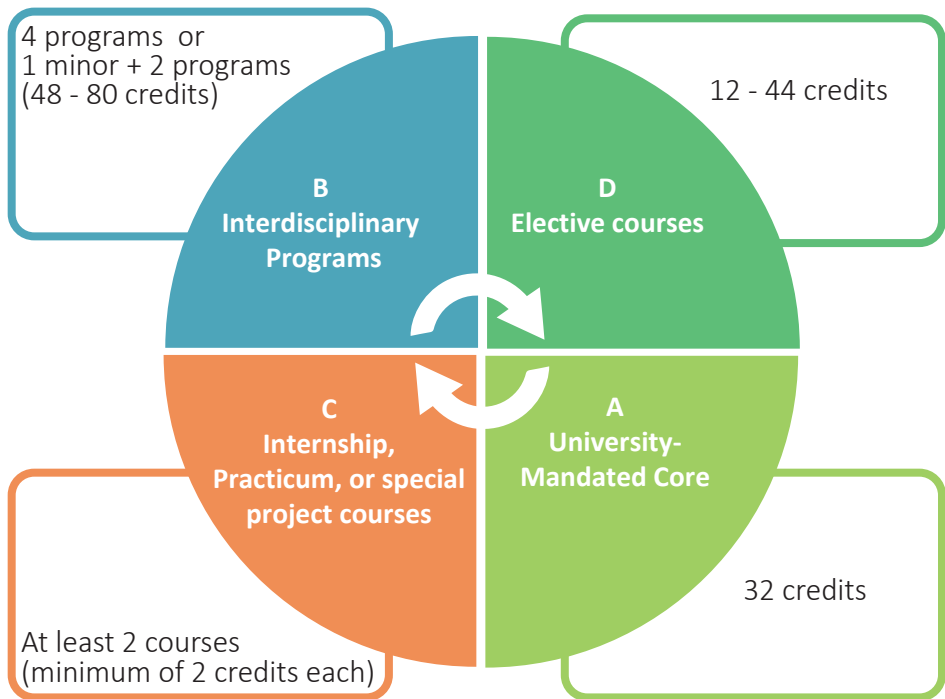 4 programs or
1 minor + 2 programs
(48 - 80 credits)
B
Interdisciplinary
Programs
12 - 44 credits
D
Elective courses
C
Internship,
Practicum, or special
project courses
At least 2 courses
(minimum of 2 credits each)
A
University-
Mandated Core
32 credits